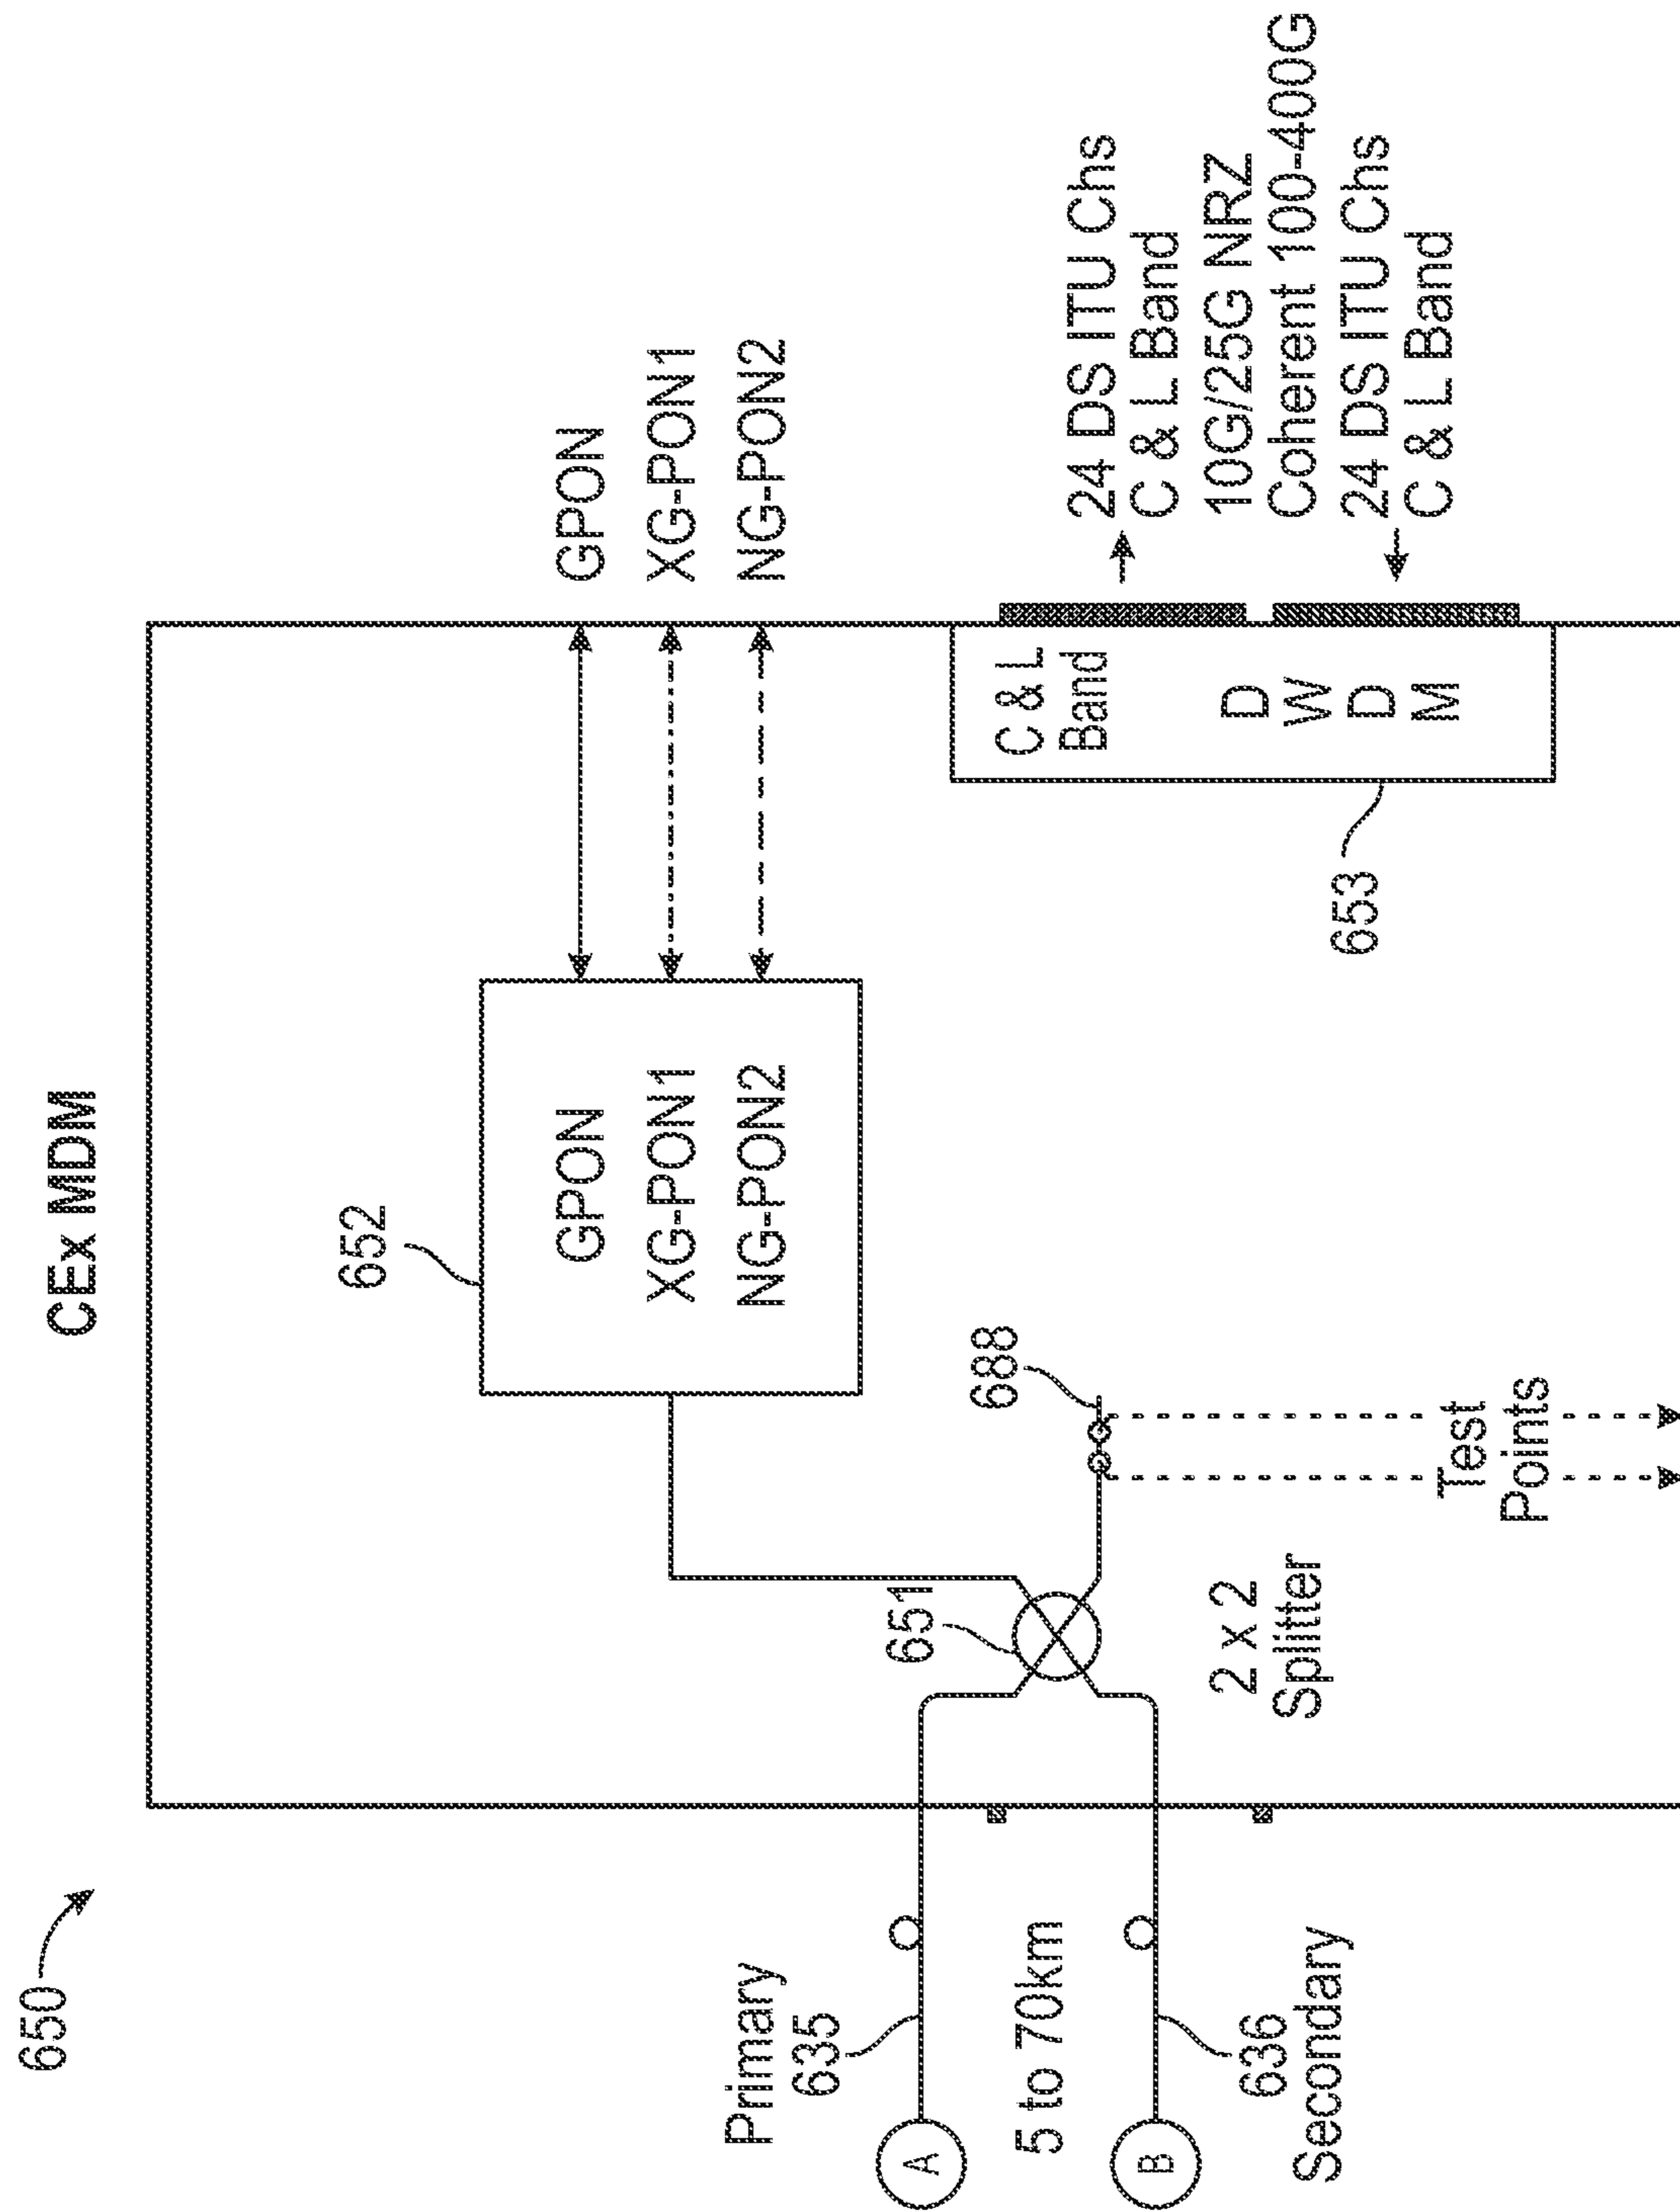 650
CEx MDM
652
GPON
XG-PON1
NG-PON2
GPON
XG-PON1
NG-PON2
Primary
635
A
5 to 70km
B
636
Secondary
651
2 x 2
Splitter
688
Test
Points
C & L
Band
D
W
D
M
653
24 DS ITU Chs
C & L Band
10G/25G NRZ
Coherent 100-400G
24 DS ITU Chs
C & L Band